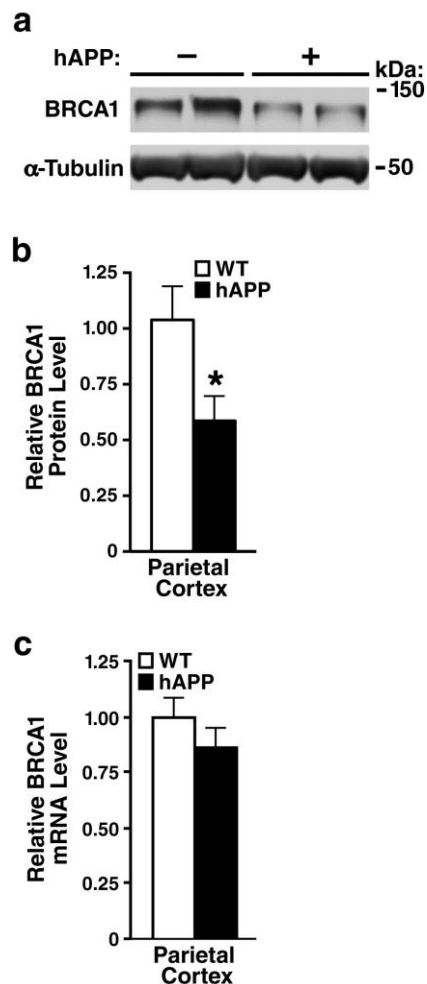 a
hAPP: – +
kDa:
BRCA1 -150
α-Tubulin -50
b
WT
hAPP
1.25
1.00
0.75
0.50
0.25
0
*
Relative BRCA1
Protein Level
Parietal
Cortex
c
WT
hAPP
1.25
1.00
0.75
0.50
0.25
0
Relative BRCA1
mRNA Level
Parietal
Cortex